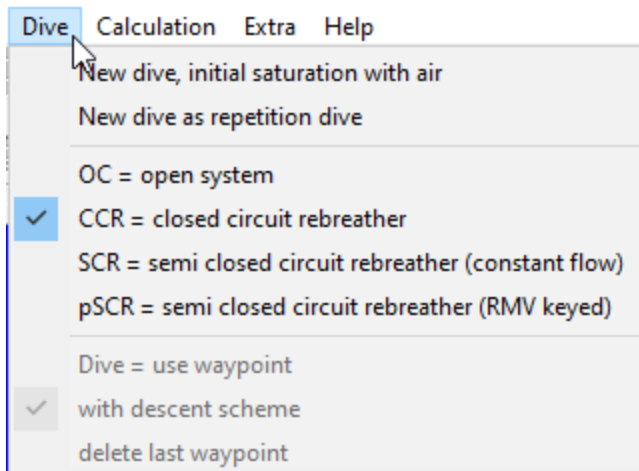 Dive Calculation Extra Help
New dive, initial saturation with air
New dive as repetition dive
OC = open system
CCR = closed circuit rebreather
SCR = semi closed circuit rebreather (constant flow)
pSCR = semi closed circuit rebreather (RMV keyed)
Dive = use waypoint
with descent scheme
delete last waypoint